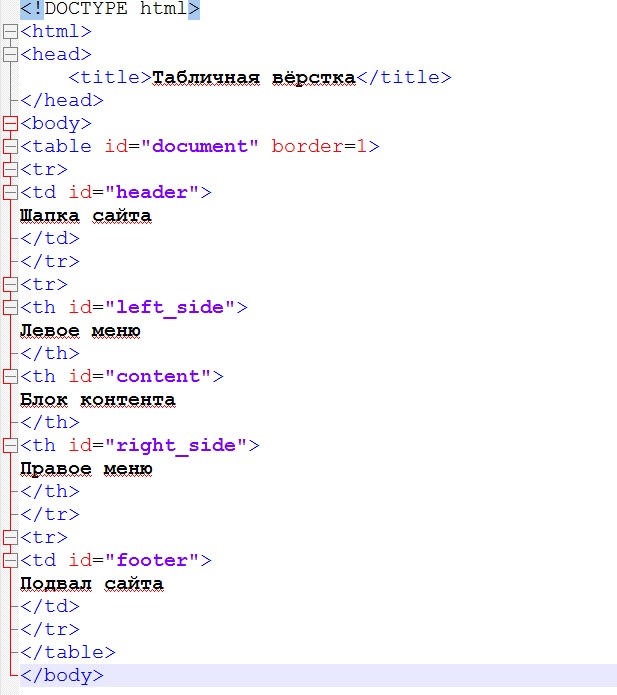 <!DOCTYPE html>
<html>
<head>
    <title>Табличная вёрстка</title>
</head>
<body>
<table id="document" border=1>
<tr>
<td id="header">
Шапка сайта
</td>
</tr>
<tr>
<th id="left_side">
Левое меню
</th>
<th id="content">
Блок контента
</th>
<th id="right_side">
Правое меню
</th>
</tr>
<tr>
<td id="footer">
Подвал сайта
</td>
</tr>
</table>
</body>